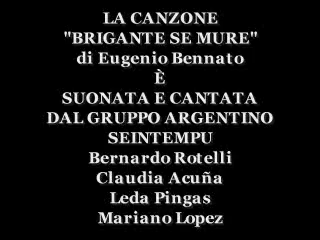 LA CANZONE
"BRIGANTE SE MURE"
di Eugenio Bennato
È
SUONATA E CANTATA
DAL GRUPPO ARGENTINO
SEINTEMPU
Bernardo Rotelli
Claudia Acuña
Leda Pingas
Mariano Lopez